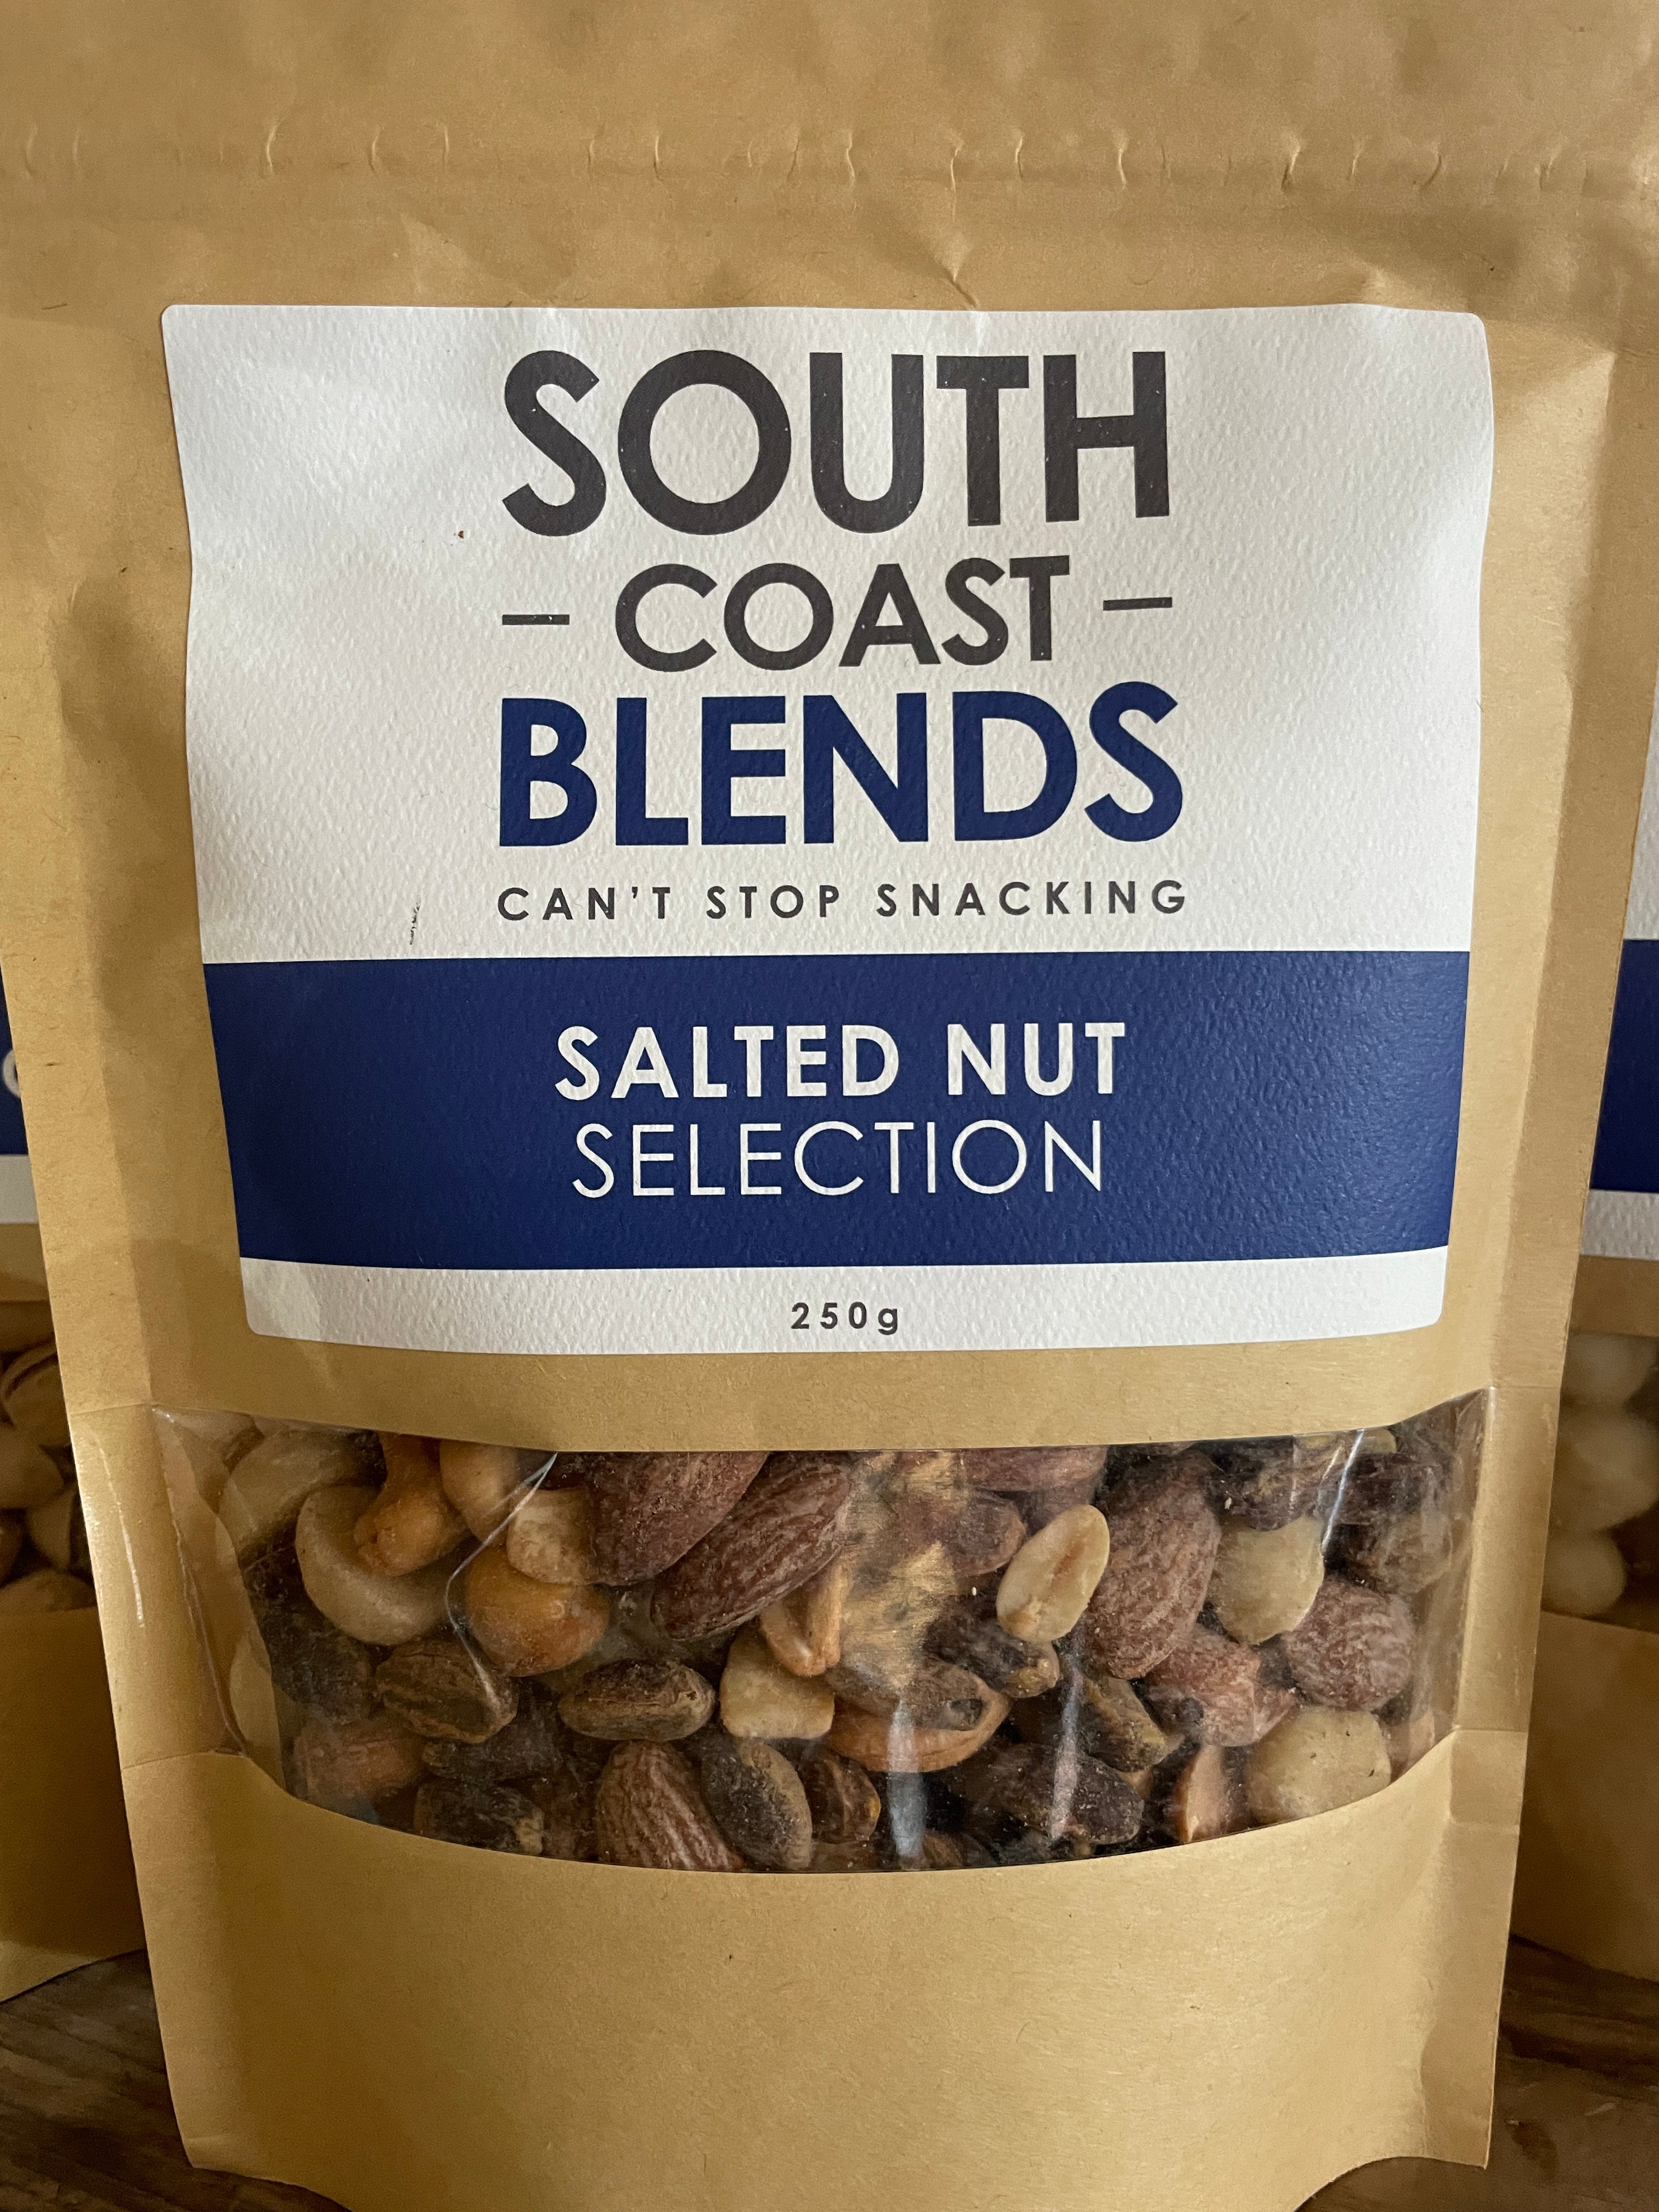 SOUTH
– COAST –
BLENDS
CAN'T STOP SNACKING
SALTED NUT
SELECTION
250g